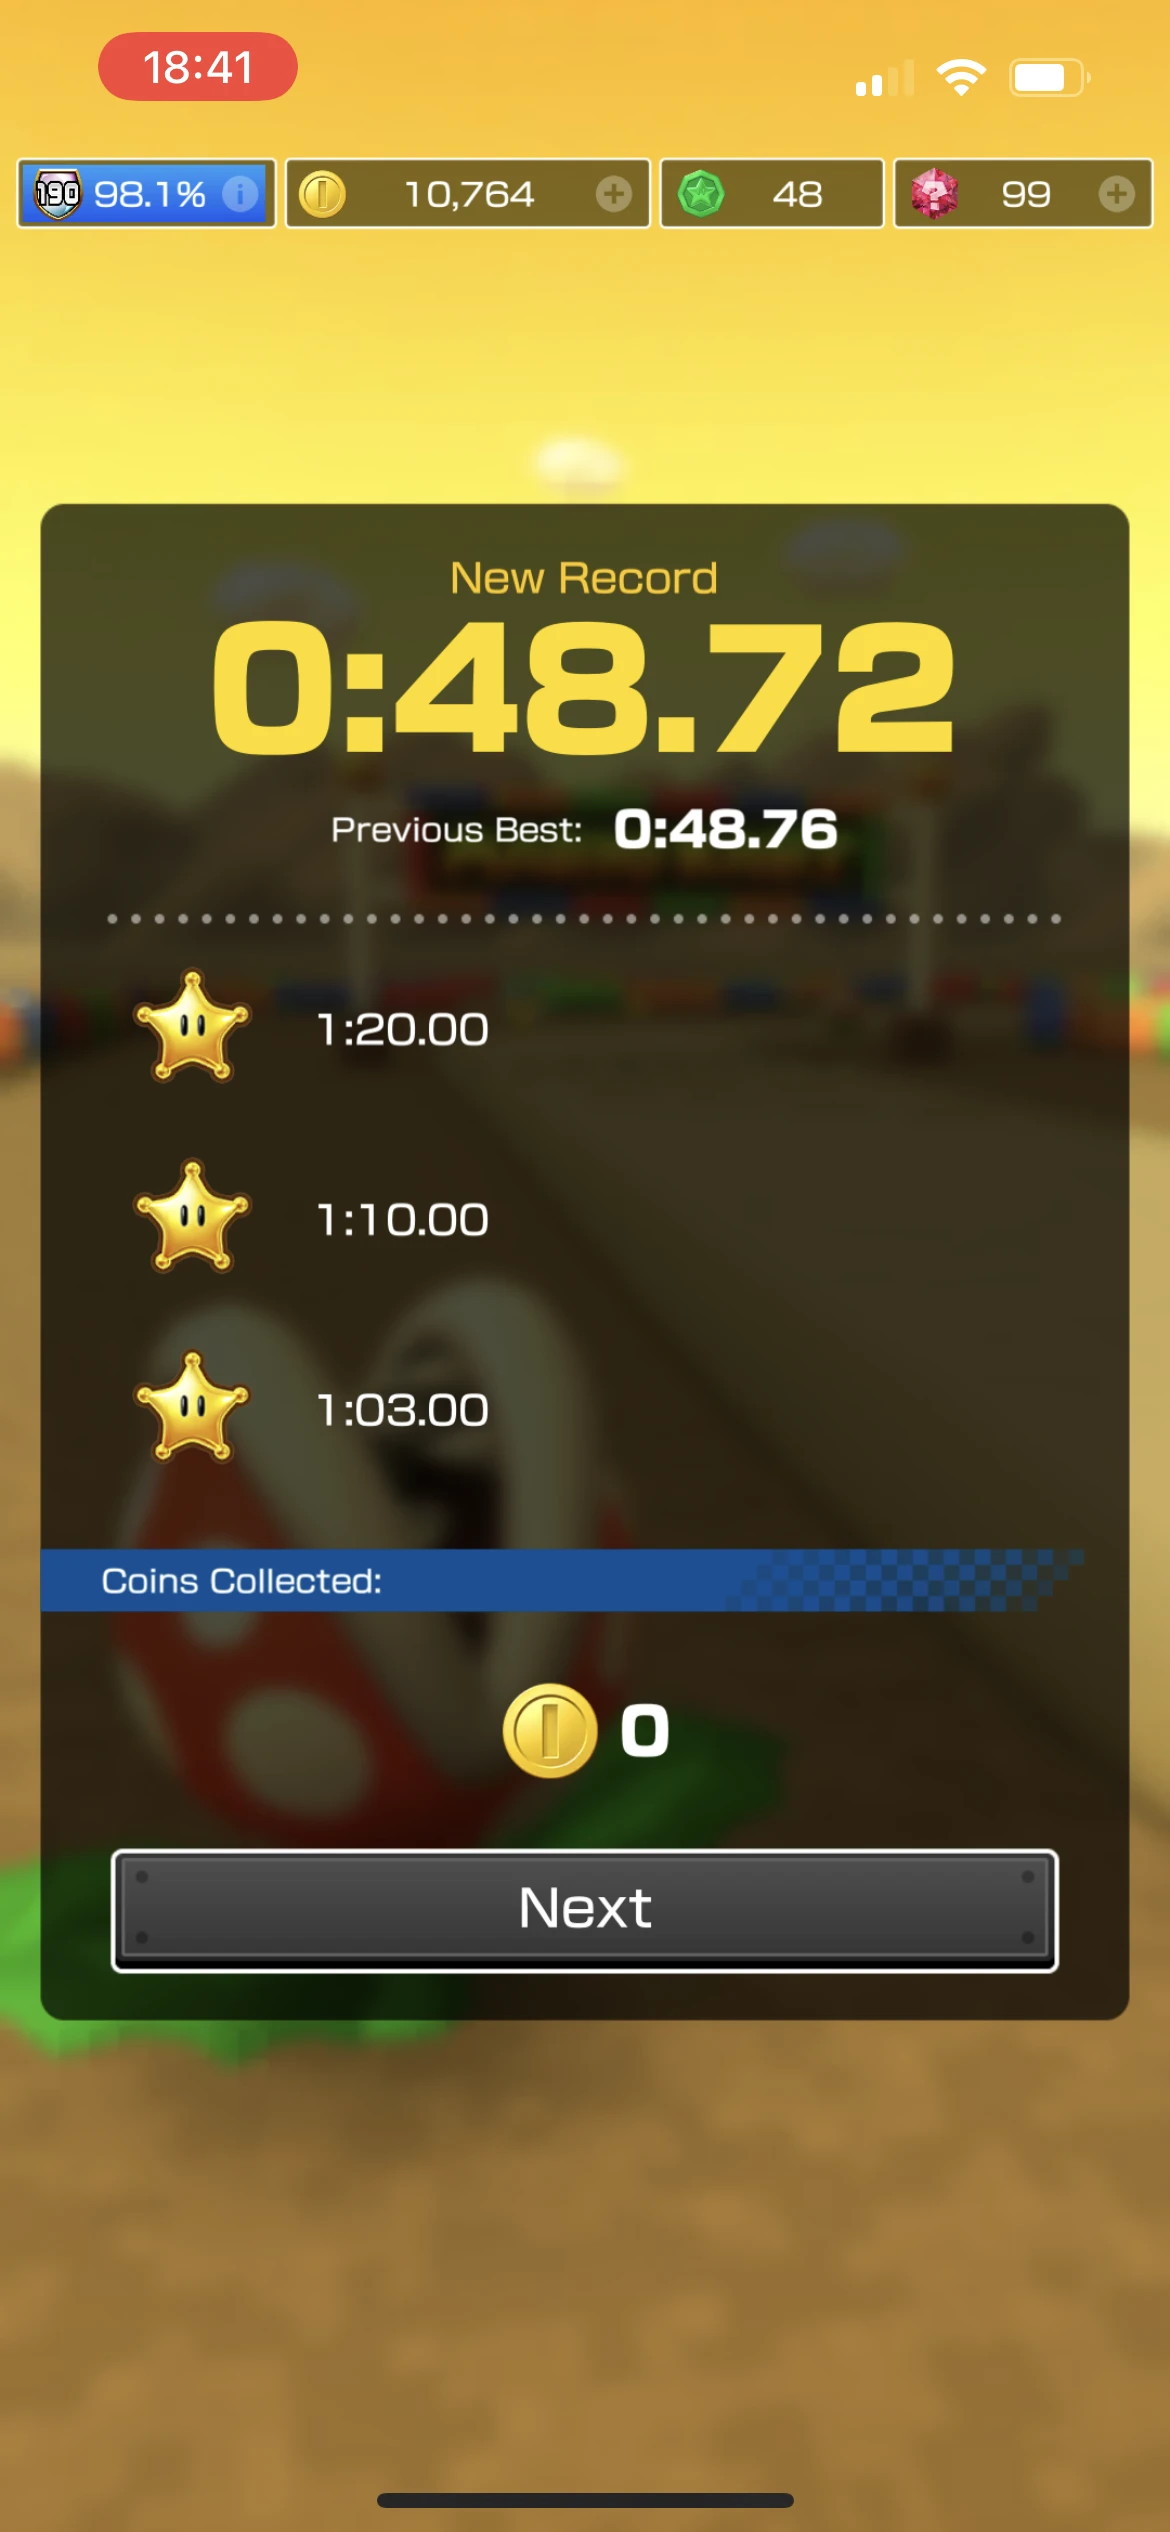 18:41
190 98.1% i 10,764 + 48 ? 99 +
New Record
0:48.72
Previous Best: 0:48.76
1:20.00
1:10.00
1:03.00
Coins Collected:
0
Next